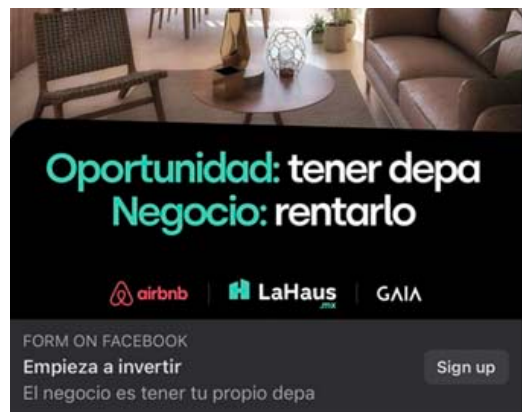 Oportunidad: tener depa
Negocio: rentarlo
airbnb LaHaus .mx GAIA
FORM ON FACEBOOK
Empieza a invertir
Sign up
El negocio es tener tu propio depa